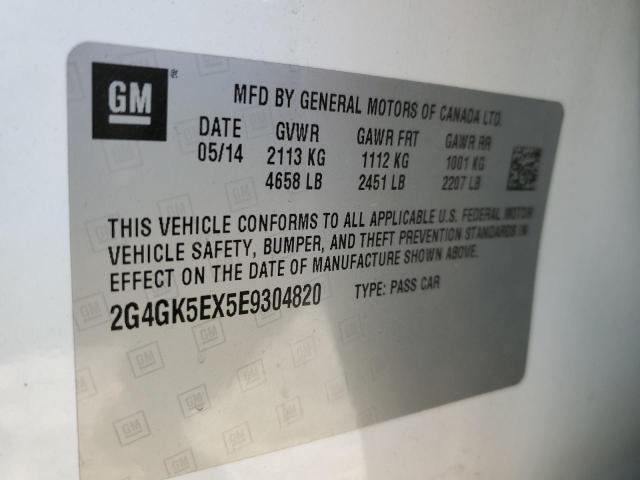 GM
MFD BY GENERAL MOTORS OF CANADA LTD.
DATE GVWR GAWR FRT GAWR RR
05/14 2113 KG 1112 KG 1001 KG
4658 LB 2451 LB 2207 LB
THIS VEHICLE CONFORMS TO ALL APPLICABLE U.S. FEDERAL MOTOR
VEHICLE SAFETY, BUMPER, AND THEFT PREVENTION STANDARDS IN
EFFECT ON THE DATE OF MANUFACTURE SHOWN ABOVE.
2G4GK5EX5E9304820 TYPE: PASS CAR